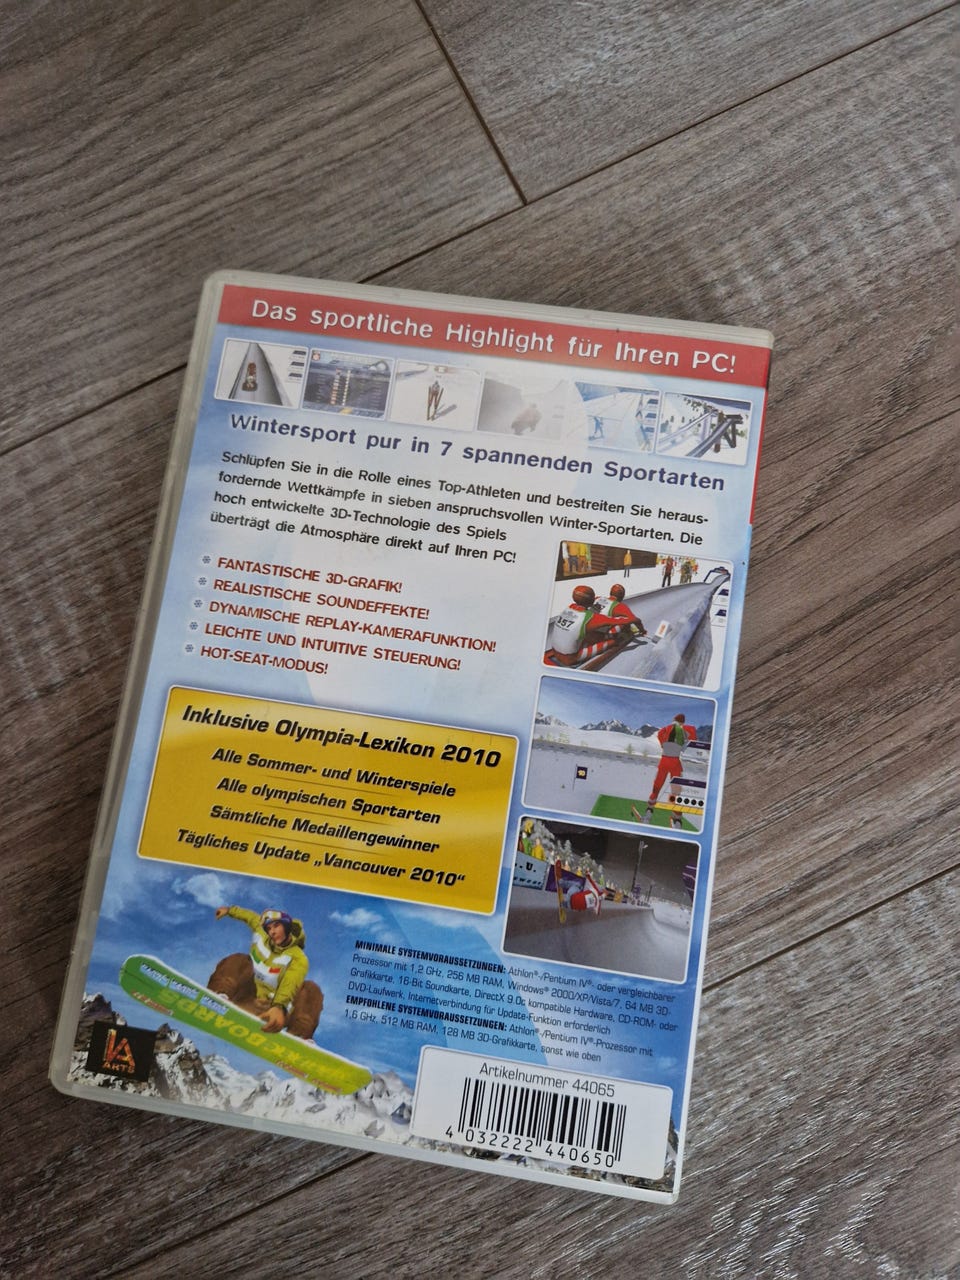 Das sportliche Highlight für Ihren PC!
Wintersport pur in 7 spannenden Sportarten
Schlüpfen Sie in die Rolle eines Top-Athleten und bestreiten Sie heraus-
fordernde Wettkämpfe in sieben anspruchsvollen Winter-Sportarten. Die
hoch entwickelte 3D-Technologie des Spiels
überträgt die Atmosphäre direkt auf Ihren PC!
FANTASTISCHE 3D-GRAFIK!
REALISTISCHE SOUNDEFFEKTE!
DYNAMISCHE REPLAY-KAMERAFUNKTION!
LEICHTE UND INTUITIVE STEUERUNG!
HOT-SEAT-MODUS!
157
Inklusive Olympia-Lexikon 2010
Alle Sommer- und Winterspiele
Alle olympischen Sportarten
Sämtliche Medaillengewinner
Tägliches Update „Vancouver 2010“
MINIMALE SYSTEMVORAUSSETZUNGEN: Athlon®-/Pentium IV®- oder vergleichbarer
Prozessor mit 1,2 GHz, 256 MB RAM, Windows® 2000/XP/Vista/7, 64 MB 3D-
Grafikkarte, 16-Bit Soundkarte, DirectX 9.0c kompatible Hardware, CD-ROM- oder
DVD-Laufwerk, Internetverbindung für Update-Funktion erforderlich
EMPFOHLENE SYSTEMVORAUSSETZUNGEN: Athlon®-/Pentium IV®-Prozessor mit
1,6 GHz, 512 MB RAM, 128 MB 3D-Grafikkarte, sonst wie oben
BOARDS
IA
ARTS
Artikelnummer 44065
4 032222 440650